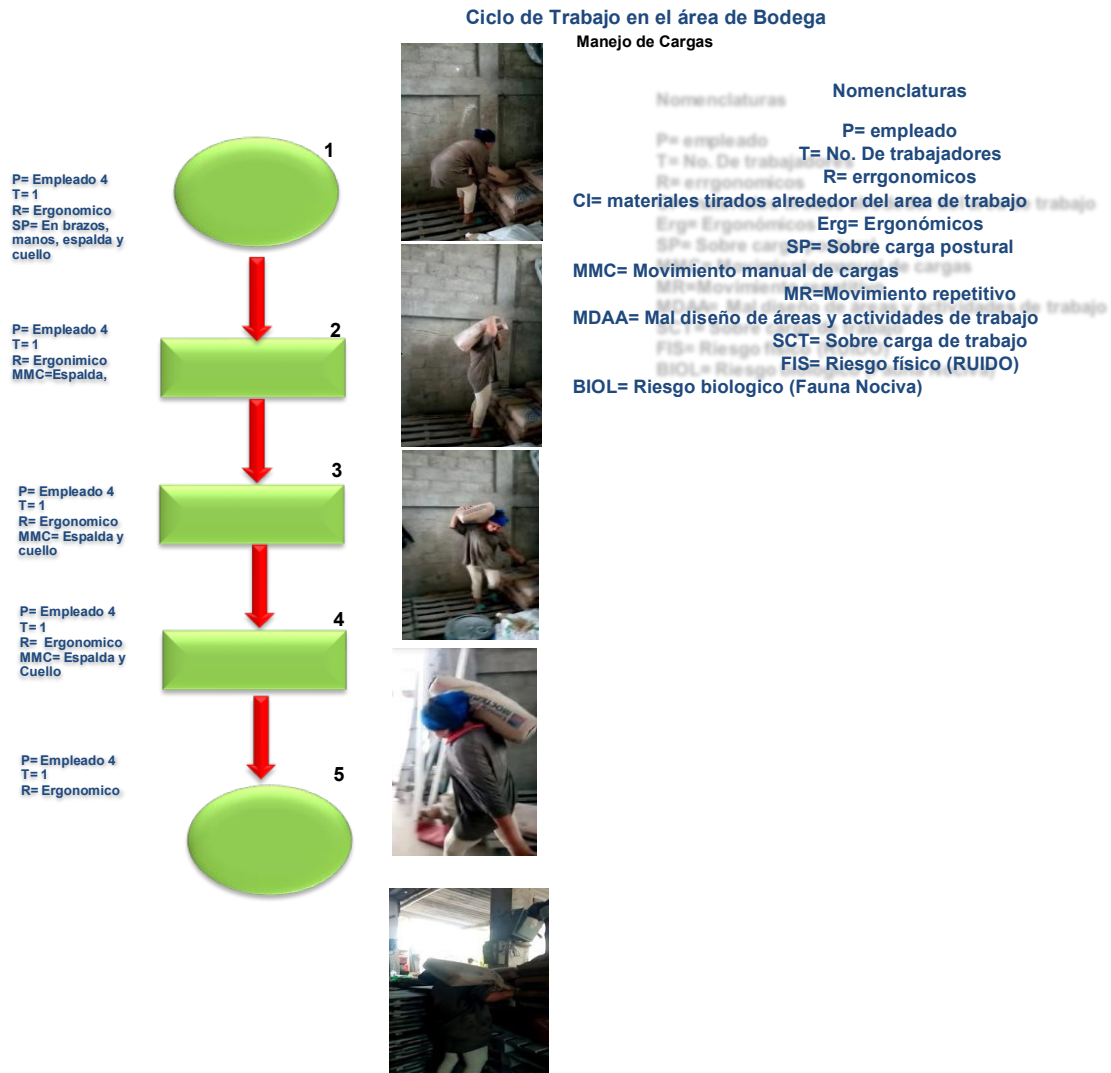 Ciclo de Trabajo en el área de Bodega
Manejo de Cargas
Nomenclaturas
P= empleado
T= No. De trabajadores
R= errgonomicos
CI= materiales tirados alrededor del area de trabajo
Erg= Ergonómicos
SP= Sobre carga postural
MMC= Movimiento manual de cargas
MR=Movimiento repetitivo
MDAA= Mal diseño de áreas y actividades de trabajo
SCT= Sobre carga de trabajo
FIS= Riesgo físico (RUIDO)
BIOL= Riesgo biologico (Fauna Nociva)
1
P= Empleado 4
T= 1
R= Ergonomico
SP= En brazos,
manos, espalda y
cuello
2
P= Empleado 4
T= 1
R= Ergonimico
MMC=Espalda,
3
P= Empleado 4
T= 1
R= Ergonomico
MMC= Espalda y
cuello
4
P= Empleado 4
T= 1
R= Ergonomico
MMC= Espalda y
Cuello
5
P= Empleado 4
T= 1
R= Ergonomico